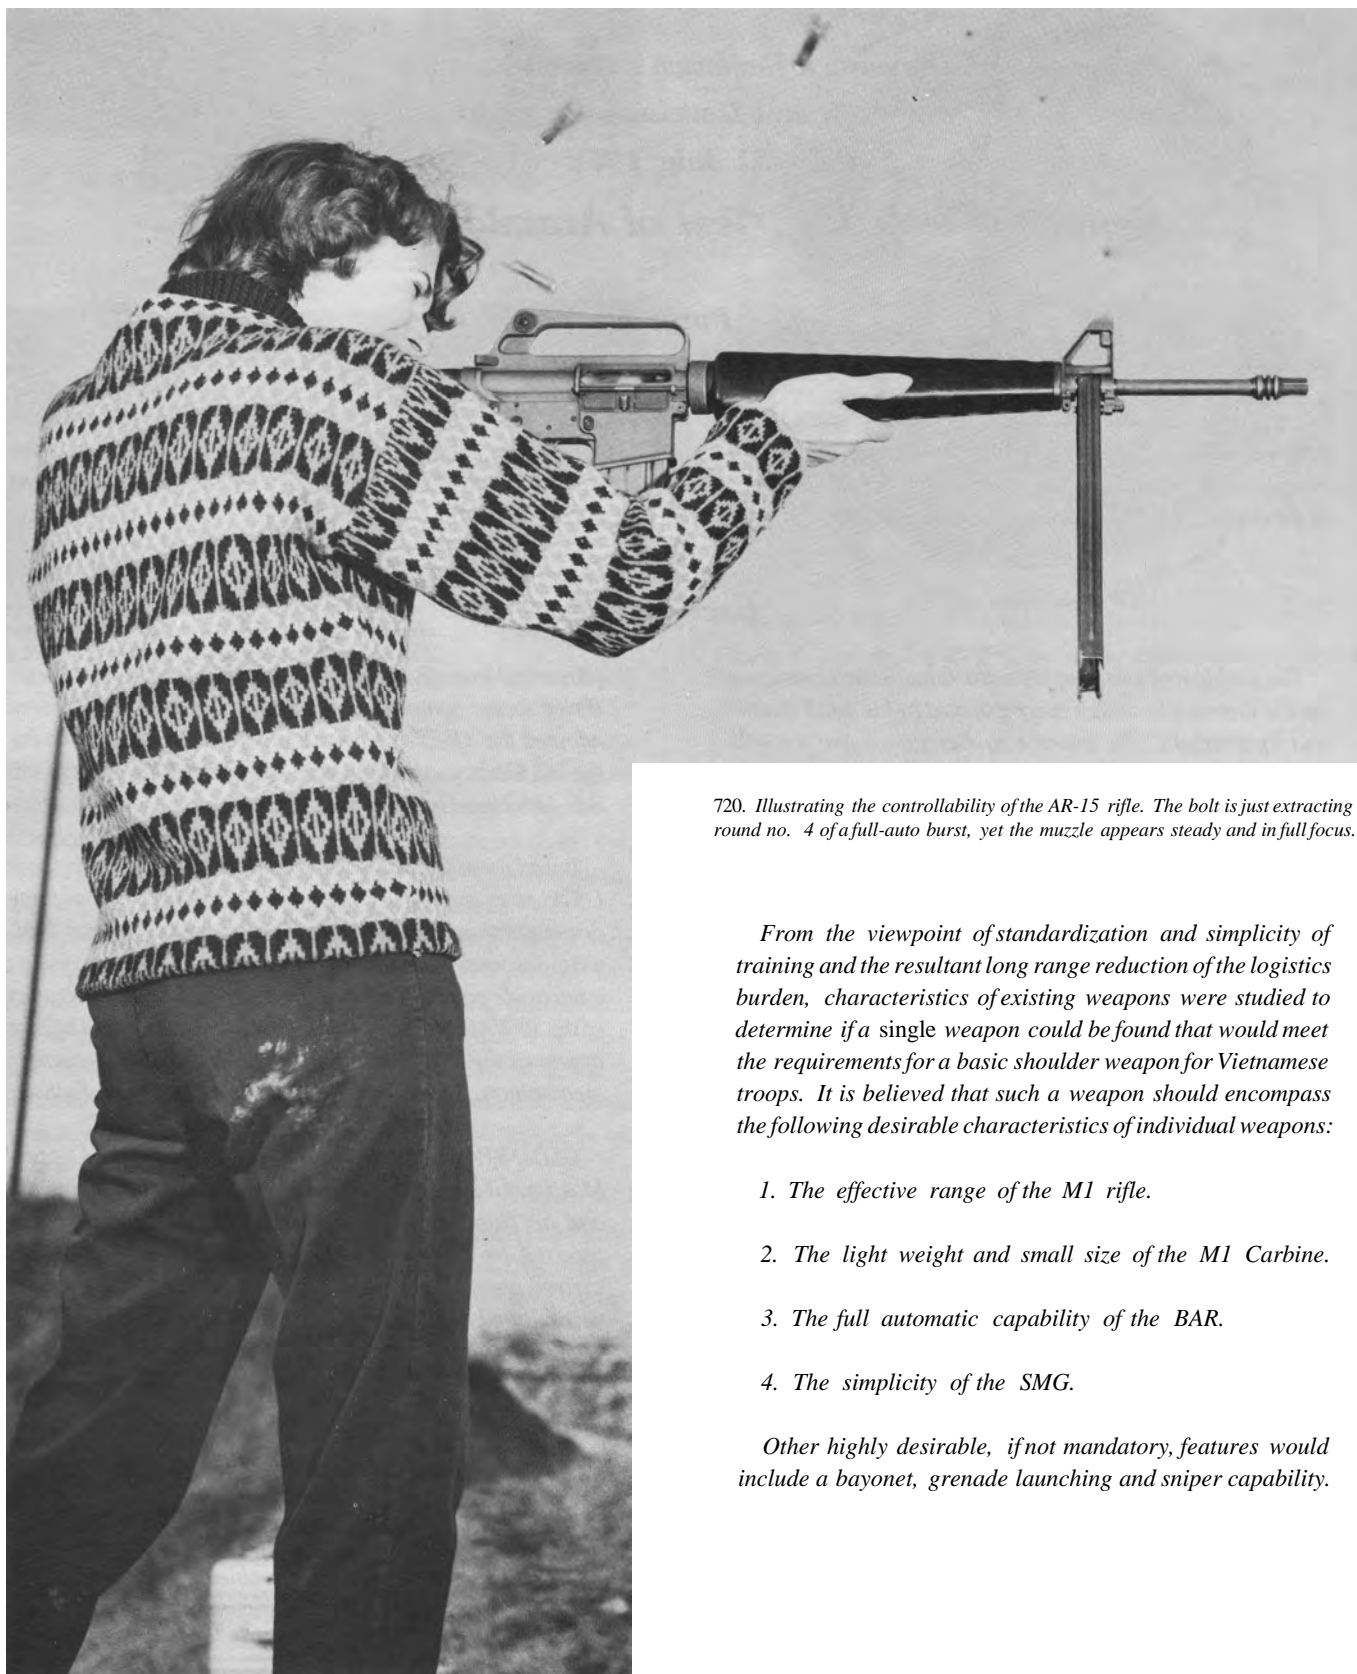 720. Illustrating the controllability of the AR-15 rifle. The bolt is just extracting
round no. 4 of a full-auto burst, yet the muzzle appears steady and in full focus.
From the viewpoint of standardization and simplicity of
training and the resultant long range reduction of the logistics
burden, characteristics of existing weapons were studied to
determine if a single weapon could be found that would meet
the requirements for a basic shoulder weapon for Vietnamese
troops. It is believed that such a weapon should encompass
the following desirable characteristics of individual weapons:
1. The effective range of the M1 rifle.
2. The light weight and small size of the M1 Carbine.
3. The full automatic capability of the BAR.
4. The simplicity of the SMG.
Other highly desirable, if not mandatory, features would
include a bayonet, grenade launching and sniper capability.